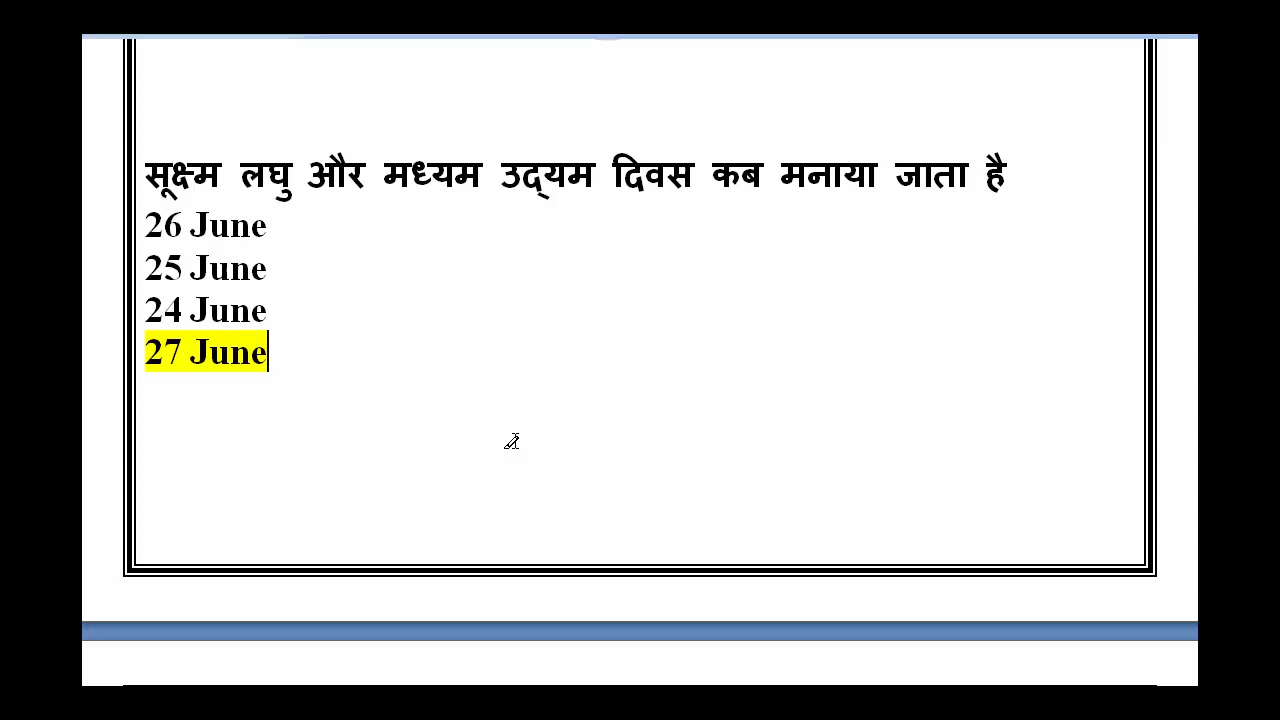 सूक्ष्म लघु और मध्यम उद्यम दिवस कब मनाया जाता है
26 June
25 June
24 June
27 June